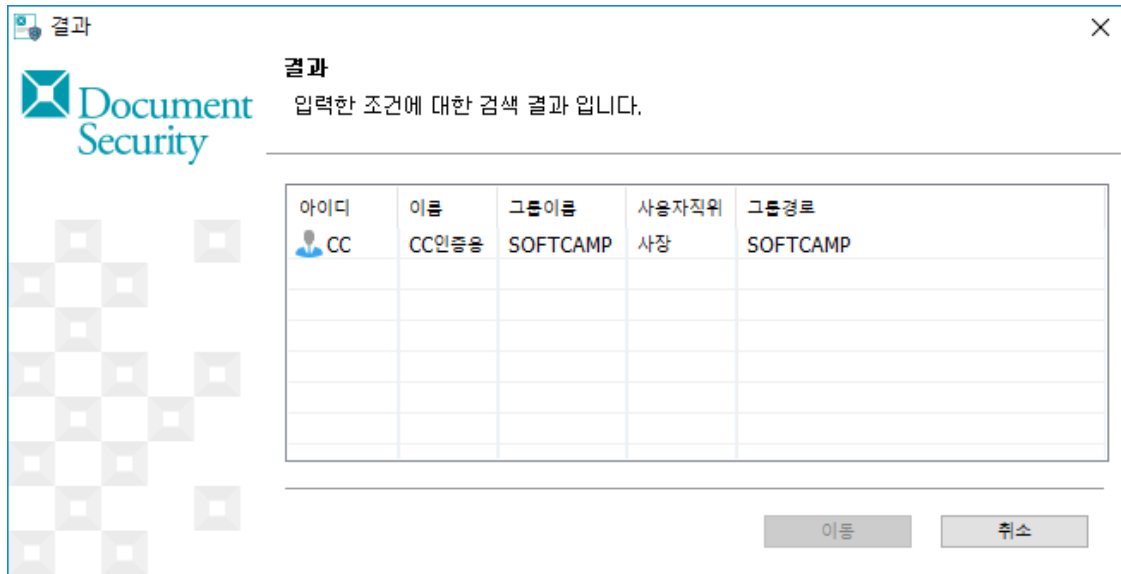 결과
Document
Security
결과
입력한 조건에 대한 검색 결과 입니다.
아이디 이름 그룹이름 사용자직위 그룹경로
CC CC인증용 SOFTCAMP 사장 SOFTCAMP
이동 취소